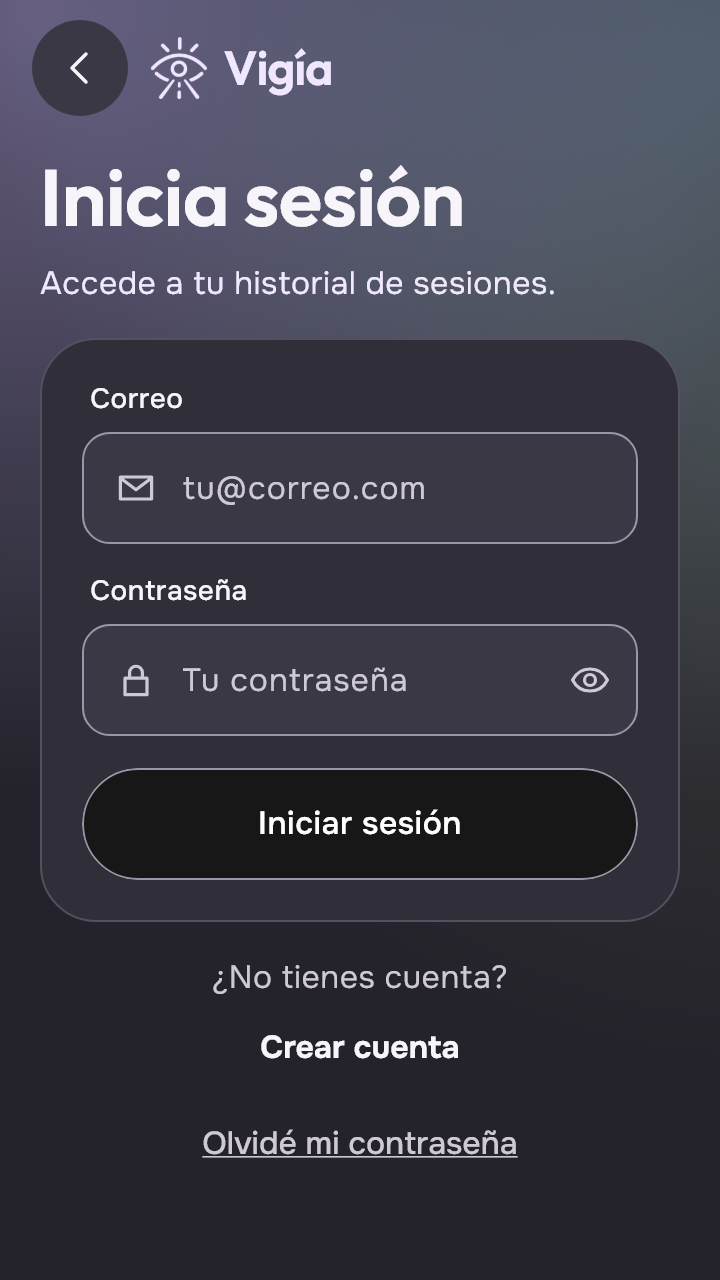 Vigía
Inicia sesión
Accede a tu historial de sesiones.
Correo
tu@correo.com
Contraseña
Tu contraseña
Iniciar sesión
¿No tienes cuenta?
Crear cuenta
Olvidé mi contraseña